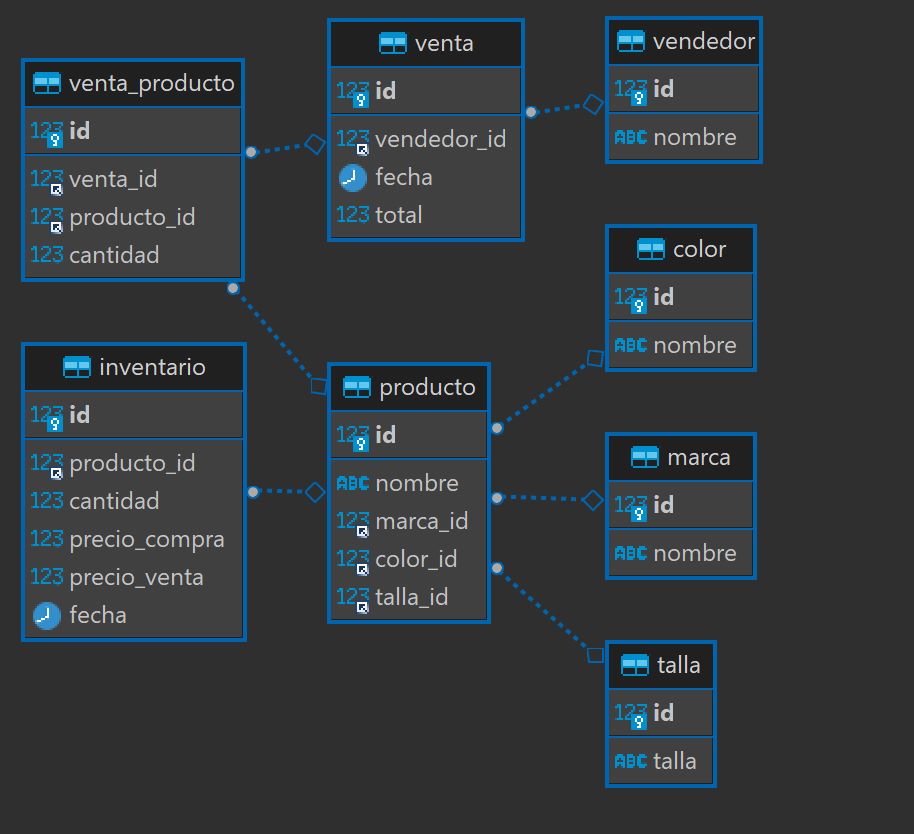 venta_producto
123 id
123 venta_id
123 producto_id
123 cantidad
venta
123 id
123 vendedor_id
fecha
123 total
vendedor
123 id
ABC nombre
color
123 id
ABC nombre
inventario
123 id
123 producto_id
123 cantidad
123 precio_compra
123 precio_venta
fecha
producto
123 id
ABC nombre
123 marca_id
123 color_id
123 talla_id
marca
123 id
ABC nombre
talla
123 id
ABC talla